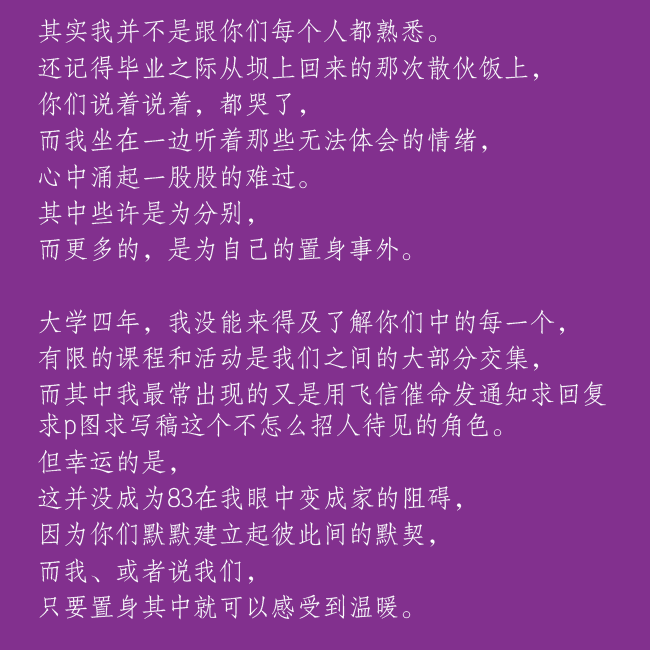 其实我并不是跟你们每个人都熟悉。
还记得毕业之际从坝上回来的那次散伙饭上，
你们说着说着，都哭了，
而我坐在一边听着那些无法体会的情绪，
心中涌起一股股的难过。
其中些许是为分别，
而更多的，是为自己的置身事外。
大学四年，我没能来得及了解你们中的每一个，
有限的课程和活动是我们之间的大部分交集，
而其中我最常出现的又是用飞信催命发通知求回复
求p图求写稿这个不怎么招人待见的角色。
但幸运的是，
这并没成为83在我眼中变成家的阻碍，
因为你们默默建立起彼此间的默契，
而我、或者说我们，
只要置身其中就可以感受到温暖。